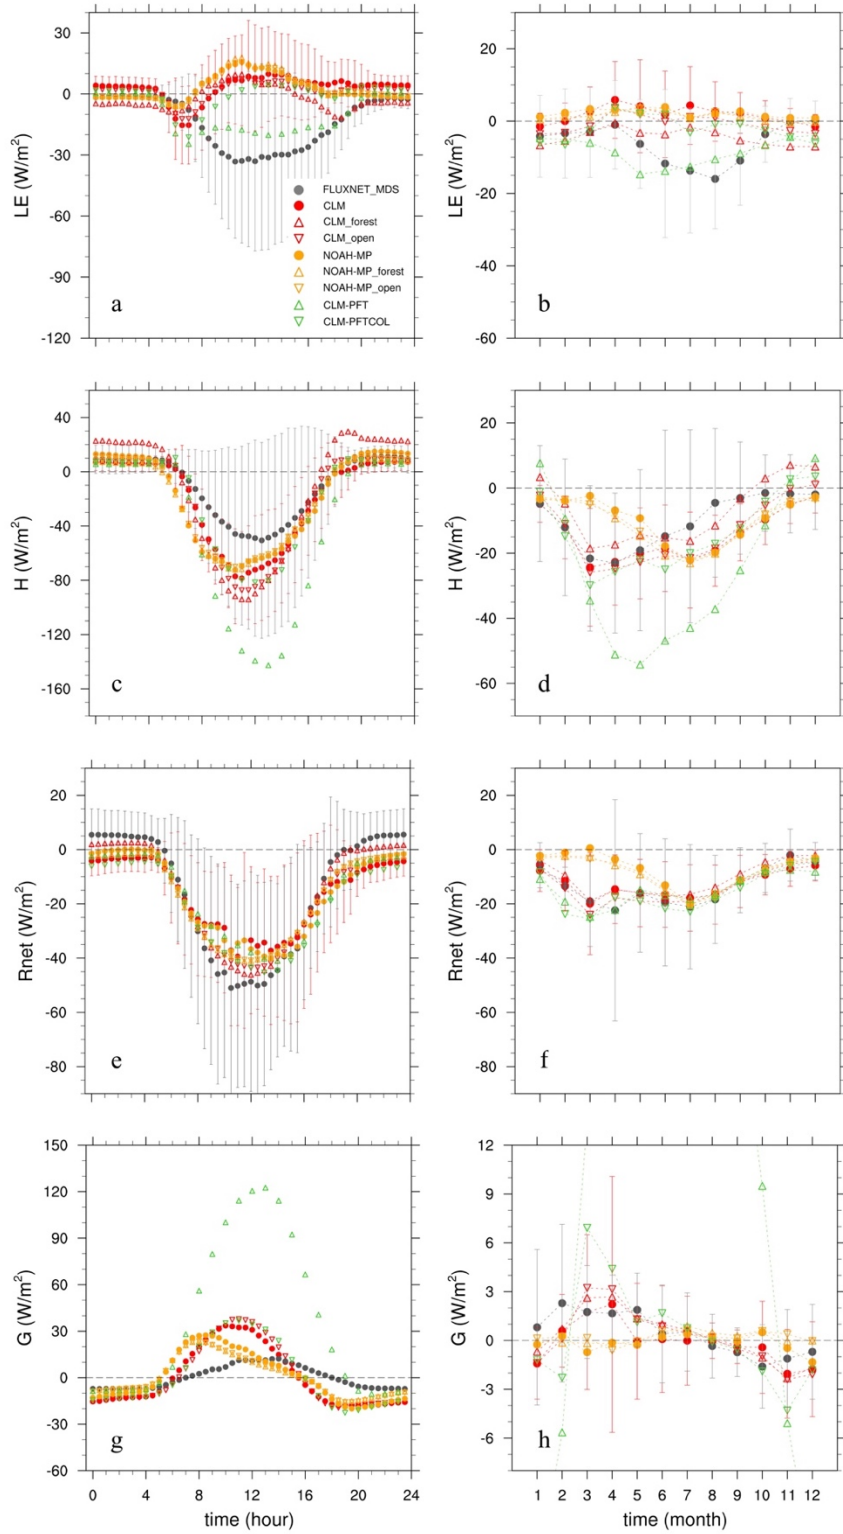 30
0
-30
-60
-90
-120
LE (W/m²)
FLUXNET_MDS
CLM
CLM_forest
CLM_open
NOAH-MP
NOAH-MP_forest
NOAH-MP_open
CLM-PFT
CLM-PFTCOL
a
20
0
-20
-40
-60
LE (W/m²)
b
40
0
-40
-80
-120
-160
H (W/m²)
c
20
0
-20
-40
-60
H (W/m²)
d
20
0
-20
-40
-60
-80
Rnet (W/m²)
e
20
0
-20
-40
-60
-80
Rnet (W/m²)
f
150
120
90
60
30
0
-30
-60
G (W/m²)
g
0 4 8 12 16 20 24
time (hour)
12
9
6
3
0
-3
-6
G (W/m²)
h
1 2 3 4 5 6 7 8 9 10 11 12
time (month)